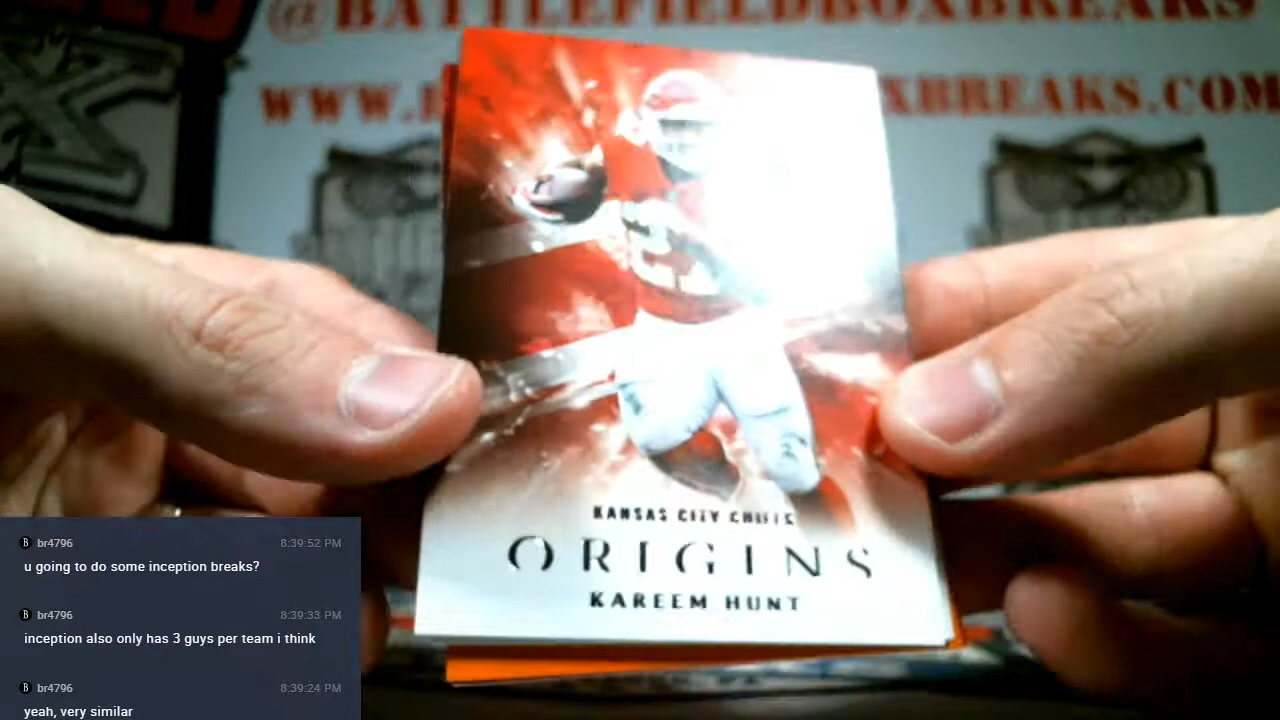 @BATTLEFIELDBOXBREAKS
WWW.
XBREAKS.COM
KANSAS CITY CHIEFS
ORIGINS
KAREEM HUNT
B br4796 8:39:52 PM
u going to do some inception breaks?
B br4796 8:39:33 PM
inception also only has 3 guys per team i think
B br4796 8:39:24 PM
yeah, very similar